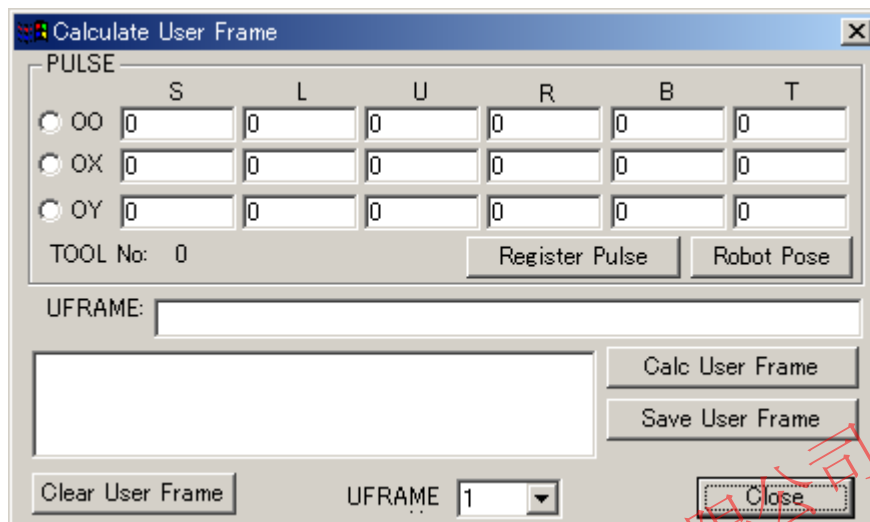 Calculate User Frame
PULSE
S L U R B T
OO 0 0 0 0 0 0
OX 0 0 0 0 0 0
OY 0 0 0 0 0 0
TOOL No: 0 Register Pulse Robot Pose
UFRAME:
Calc User Frame
Save User Frame
Clear User Frame UFRAME 1 Close
公司